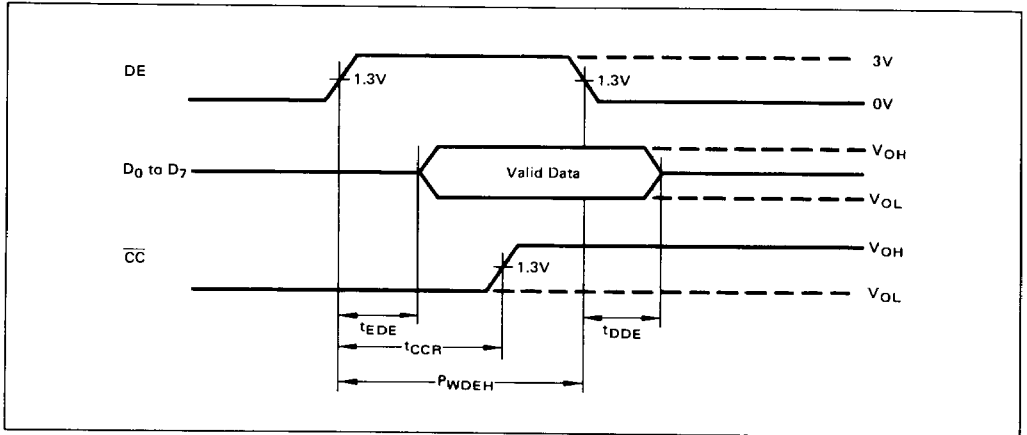 DE
1.3V
1.3V
3V
0V
D0 to D7
Valid Data
VOH
VOL
CC
1.3V
VOH
VOL
tEDE
tDDE
tCCR
PWDEH